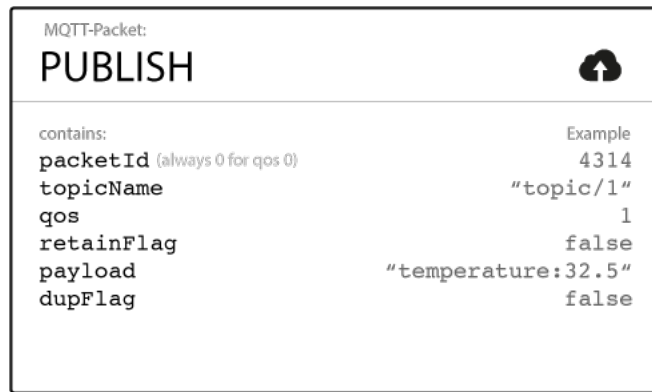 MQTT-Packet:
PUBLISH
contains: Example
packetId (always 0 for qos 0) 4314
topicName "topic/1"
qos 1
retainFlag false
payload "temperature:32.5"
dupFlag false